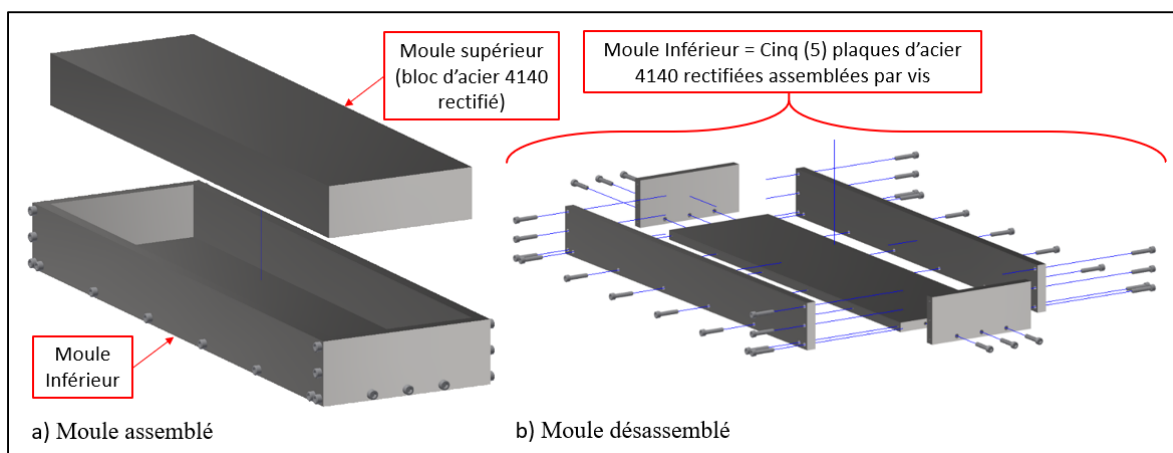 Moule supérieur
(bloc d'acier 4140
rectifié)
Moule
Inférieur
a) Moule assemblé
Moule Inférieur = Cinq (5) plaques d'acier
4140 rectifiées assemblées par vis
b) Moule désassemblé